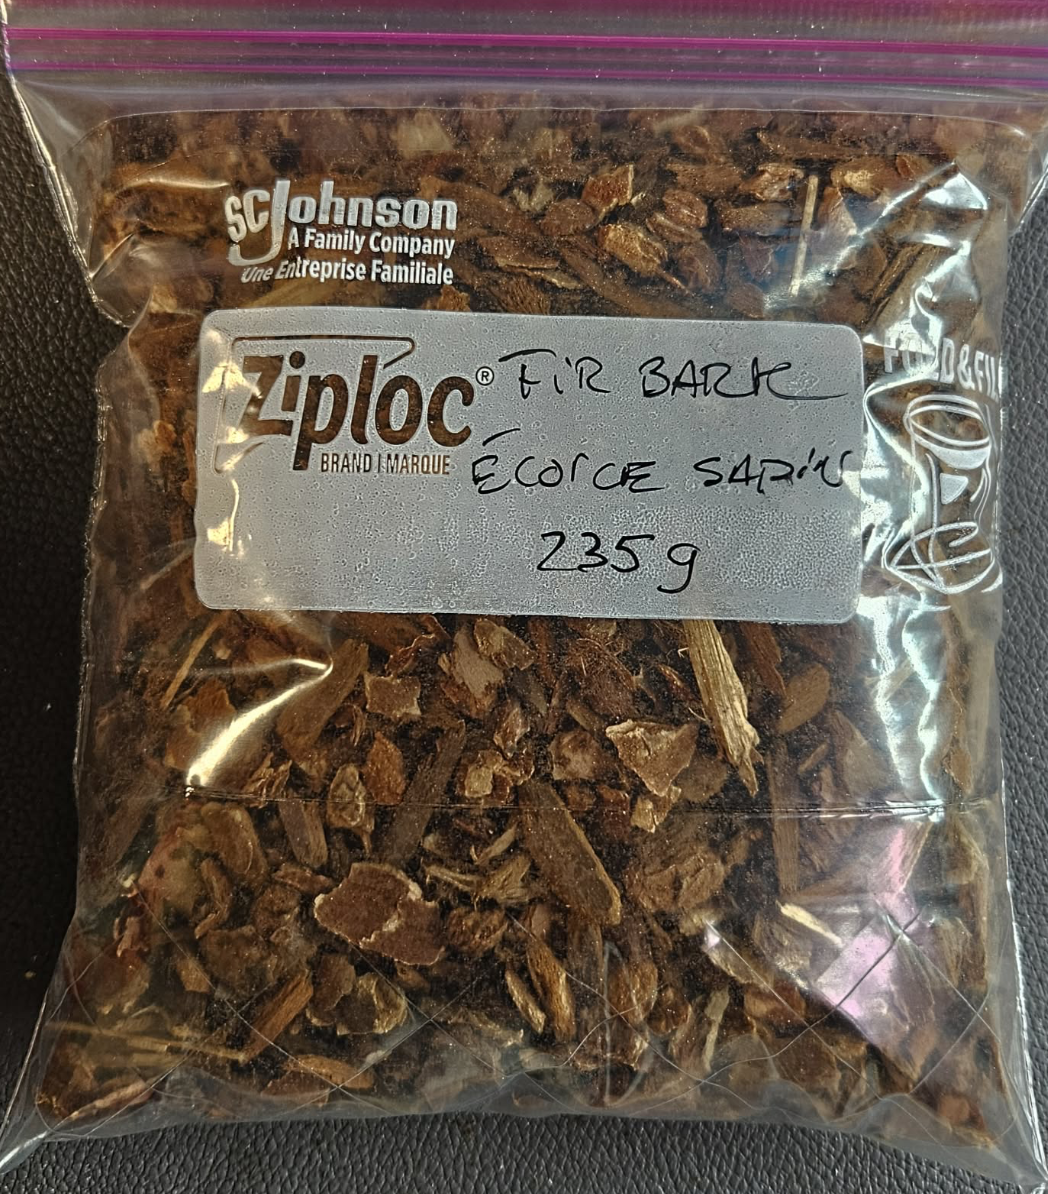 SC Johnson
A Family Company
Une Entreprise Familiale
Ziploc®
BRAND | MARQUE
FiR BARK
ÉCOrCE SAPiN
235 g